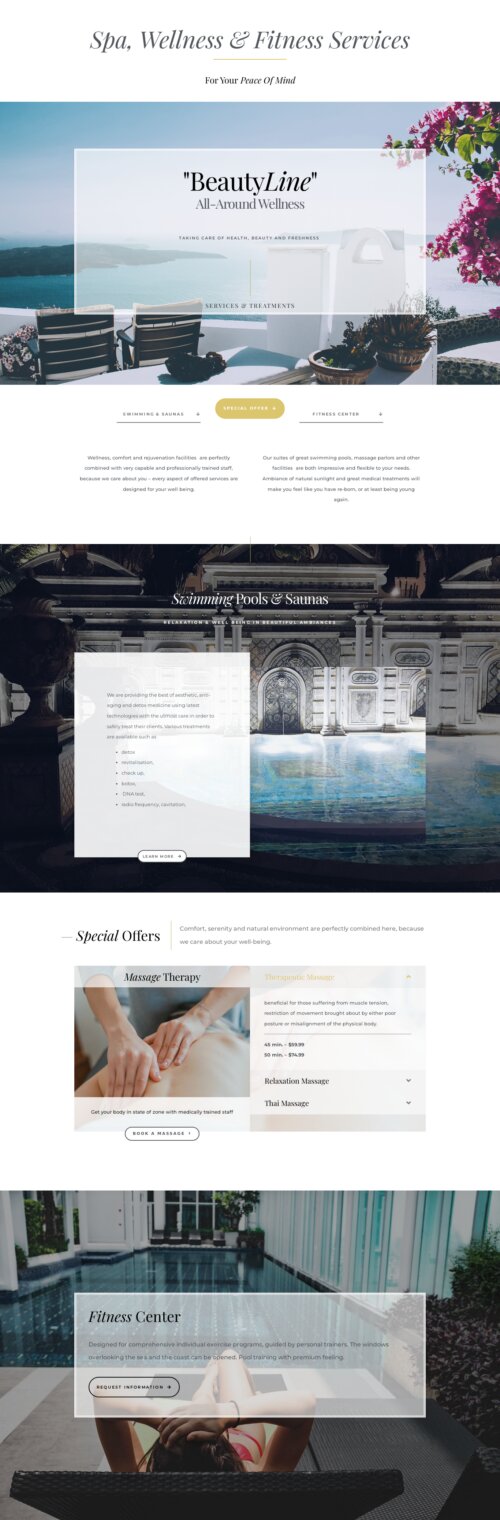 Spa, Wellness & Fitness Services
For Your Peace Of Mind
"BeautyLine"
All-Around Wellness
TAKING CARE OF HEALTH, BEAUTY AND FRESHNESS
SERVICES & TREATMENTS
SWIMMING & SAUNAS
SPECIAL OFFER
FITNESS CENTER
Wellness, comfort and rejuvenation facilities are perfectly
combined with very capable and professionally trained staff,
because we care about you – every aspect of offered services are
designed for your well being.
Our suites of great swimming pools, massage parlors and other
facilities are both impressive and flexible to your needs.
Ambiance of natural sunlight and great medical treatments will
make you feel like you have re-born, or at least being young
again.
Swimming Pools & Saunas
RELAXATION & WELL BEING IN BEAUTIFUL AMBIANCES
We are providing the best of aesthetic, anti-
aging and detox medicine using latest
technologies with the utmost care in order to
safely treat their clients. Various treatments
are available such as
• detox
• revitalisation,
• check up,
• botox,
• DNA test,
• radio frequency, cavitation,
LEARN MORE
— Special Offers
Comfort, serenity and natural environment are perfectly combined here, because
we care about your well-being.
Massage Therapy
Get your body in state of zone with medically trained staff
BOOK A MASSAGE
Therapeutic Massage
beneficial for those suffering from muscle tension,
restriction of movement brought about by either poor
posture or misalignment of the physical body.
45 min. – $59.99
50 min. – $74.99
Relaxation Massage
Thai Massage
Fitness Center
Designed for comprehensive individual exercise programs, guided by personal trainers. The windows
overlooking the sea and the coast can be opened. Pool training with premium feeling.
REQUEST INFORMATION